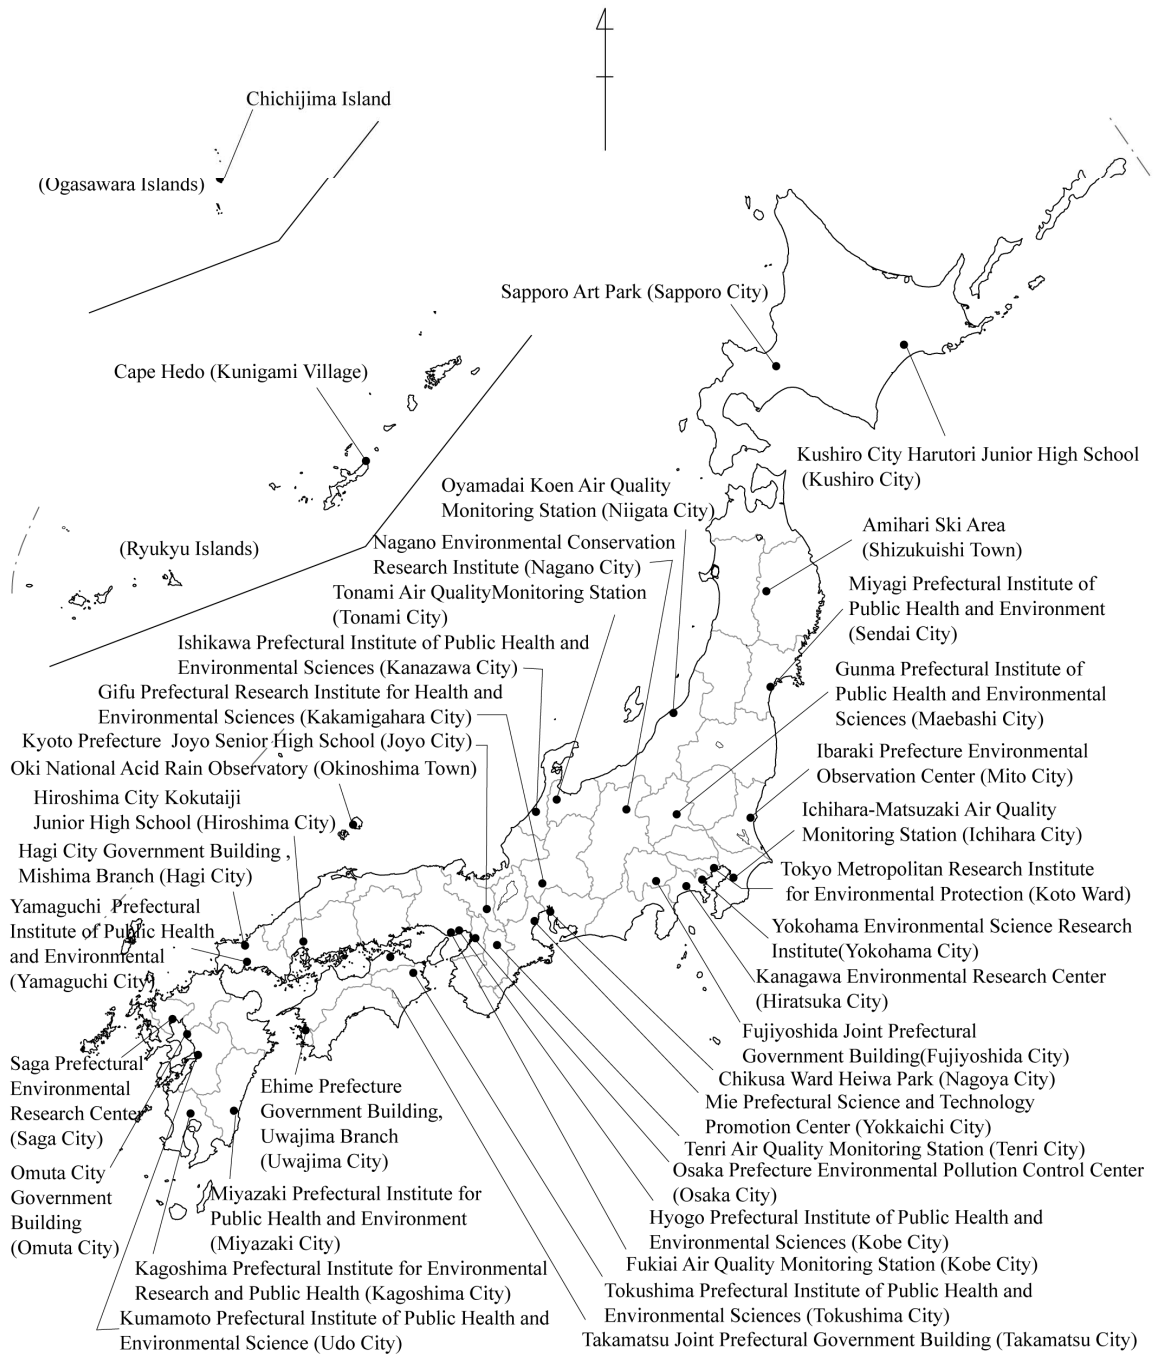 Chichijima Island
(Ogasawara Islands)
Sapporo Art Park (Sapporo City)
Cape Hedo (Kunigami Village)
Kushiro City Harutori Junior High School
(Kushiro City)
Oyamadai Koen Air Quality
Monitoring Station (Niigata City)
Amihari Ski Area
(Shizukuishi Town)
(Ryukyu Islands)
Nagano Environmental Conservation
Research Institute (Nagano City)
Miyagi Prefectural Institute of
Public Health and Environment
(Sendai City)
Tonami Air QualityMonitoring Station
(Tonami City)
Ishikawa Prefectural Institute of Public Health and
Environmental Sciences (Kanazawa City)
Gunma Prefectural Institute of
Public Health and Environmental
Sciences (Maebashi City)
Gifu Prefectural Research Institute for Health and
Environmental Sciences (Kakamigahara City)
Kyoto Prefecture Joyo Senior High School (Joyo City)
Ibaraki Prefecture Environmental
Observation Center (Mito City)
Oki National Acid Rain Observatory (Okinoshima Town)
Hiroshima City Kokutaiji
Junior High School (Hiroshima City)
Ichihara-Matsuzaki Air Quality
Monitoring Station (Ichihara City)
Hagi City Government Building ,
Mishima Branch (Hagi City)
Tokyo Metropolitan Research Institute
for Environmental Protection (Koto Ward)
Yamaguchi Prefectural
Institute of Public Health
and Environmental
(Yamaguchi City)
Yokohama Environmental Science Research
Institute(Yokohama City)
Kanagawa Environmental Research Center
(Hiratsuka City)
Fujiyoshida Joint Prefectural
Government Building(Fujiyoshida City)
Saga Prefectural
Environmental
Research Center
(Saga City)
Ehime Prefecture
Government Building,
Uwajima Branch
(Uwajima City)
Chikusa Ward Heiwa Park (Nagoya City)
Mie Prefectural Science and Technology
Promotion Center (Yokkaichi City)
Tenri Air Quality Monitoring Station (Tenri City)
Osaka Prefecture Environmental Pollution Control Center
(Osaka City)
Omuta City
Government
Building
(Omuta City)
Miyazaki Prefectural Institute for
Public Health and Environment
(Miyazaki City)
Hyogo Prefectural Institute of Public Health and
Environmental Sciences (Kobe City)
Fukiai Air Quality Monitoring Station (Kobe City)
Kagoshima Prefectural Institute for Environmental
Research and Public Health (Kagoshima City)
Tokushima Prefectural Institute of Public Health and
Environmental Sciences (Tokushima City)
Kumamoto Prefectural Institute of Public Health and
Environmental Science (Udo City)
Takamatsu Joint Prefectural Government Building (Takamatsu City)